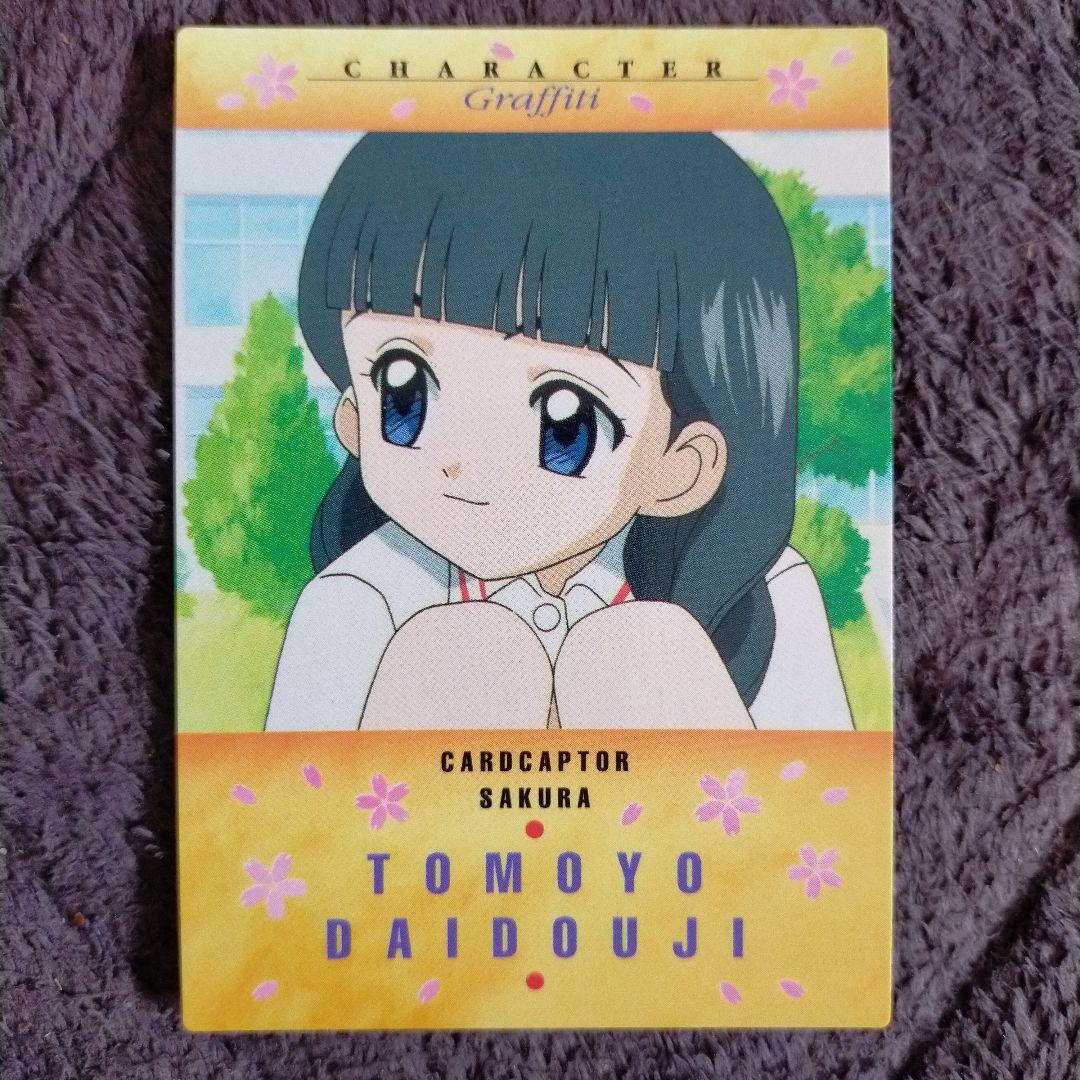 CHARACTER
Graffiti
CARDCAPTOR
SAKURA
TOMOYO
DAIDOUJI